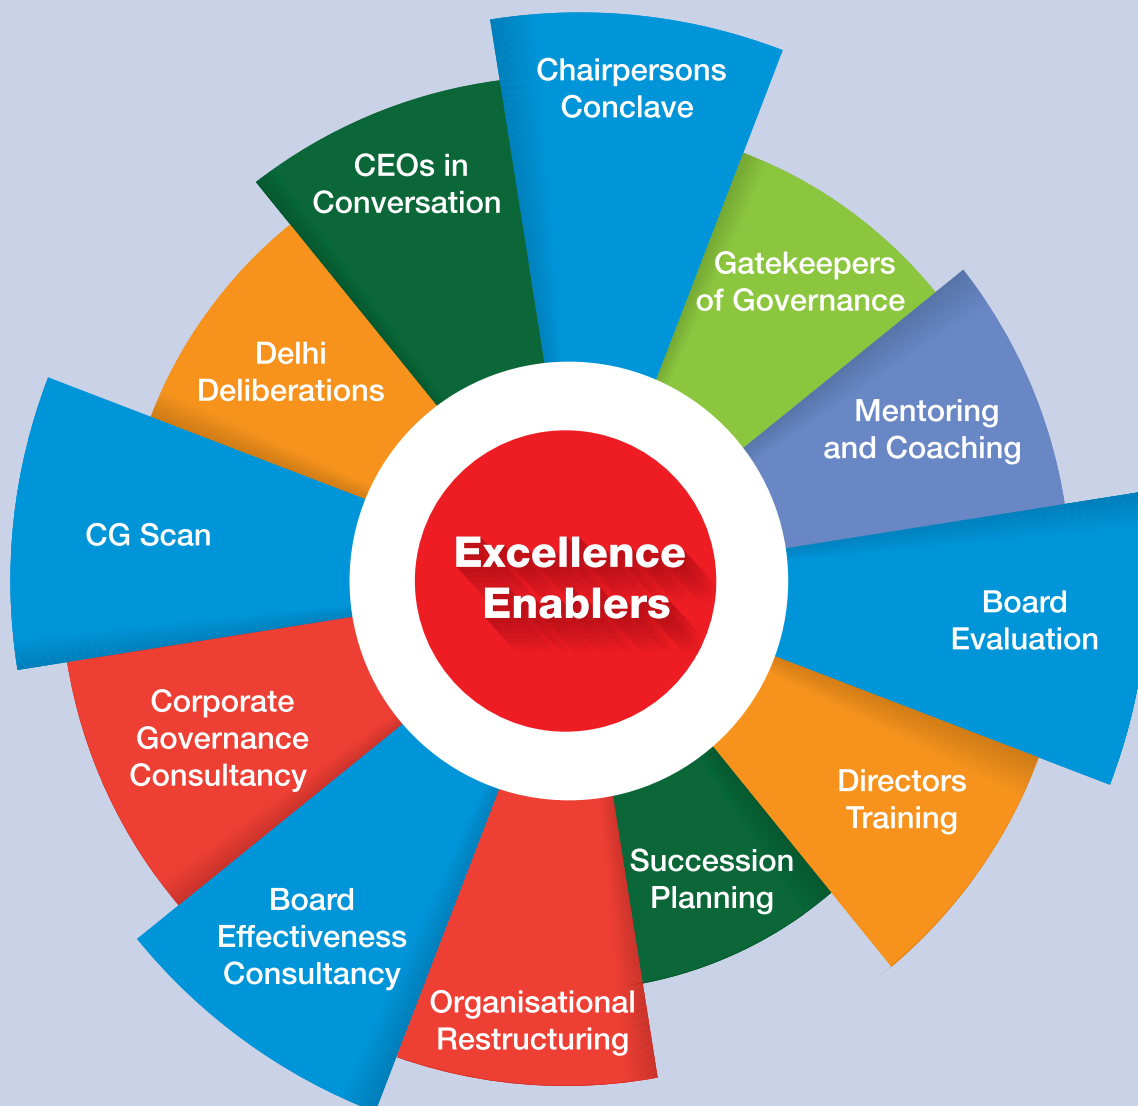 Chairpersons
Conclave
Gatekeepers
of Governance
Mentoring
and Coaching
Board
Evaluation
Directors
Training
Succession
Planning
Organisational
Restructuring
Board
Effectiveness
Consultancy
Corporate
Governance
Consultancy
CG Scan
Delhi
Deliberations
CEOs in
Conversation
Excellence
Enablers